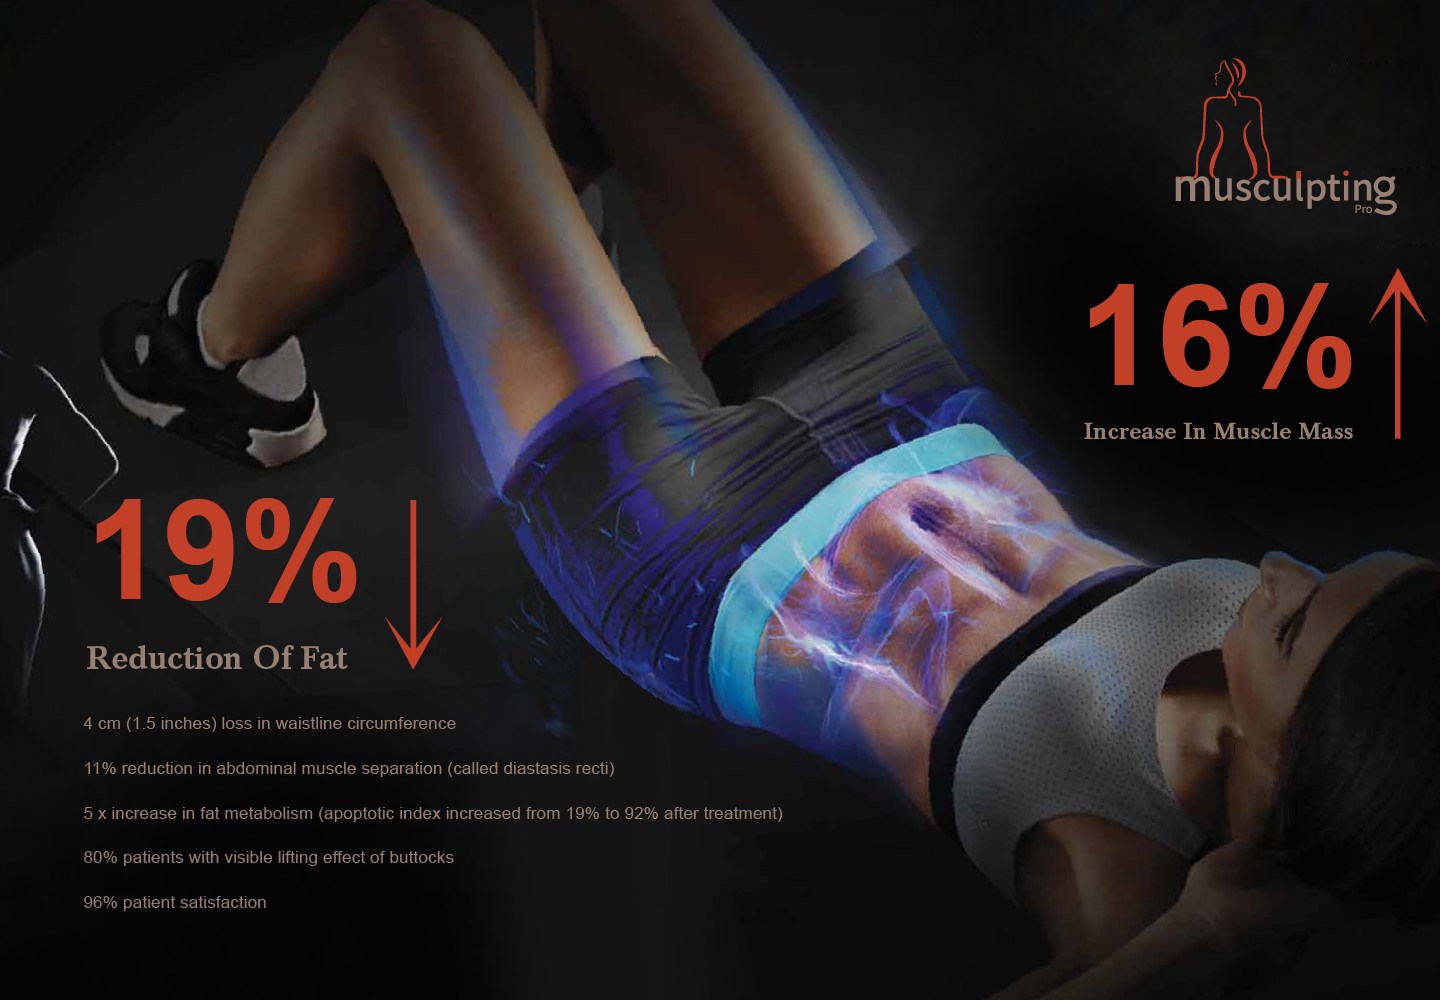 musculpting
Pro
16%
Increase In Muscle Mass
19%
Reduction Of Fat
4 cm (1.5 inches) loss in waistline circumference
11% reduction in abdominal muscle separation (called diastasis recti)
5 x increase in fat metabolism (apoptotic index increased from 19% to 92% after treatment)
80% patients with visible lifting effect of buttocks
96% patient satisfaction